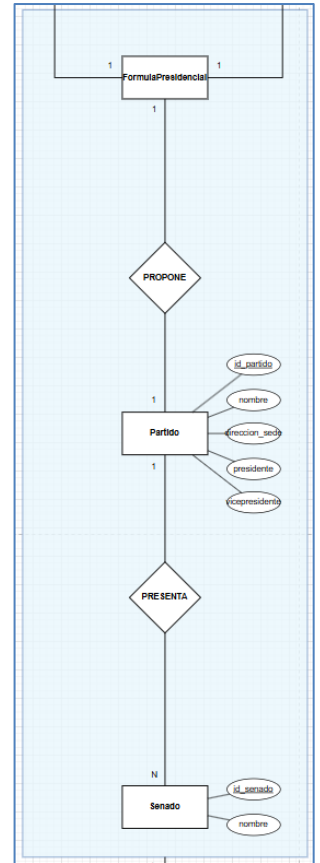 1 FormulaPresidencial 1
1
PROPONE
id_partido
nombre
1
Partido
direccion_sede
1
presidente
vicepresidente
PRESENTA
N
id_senado
Senado
nombre